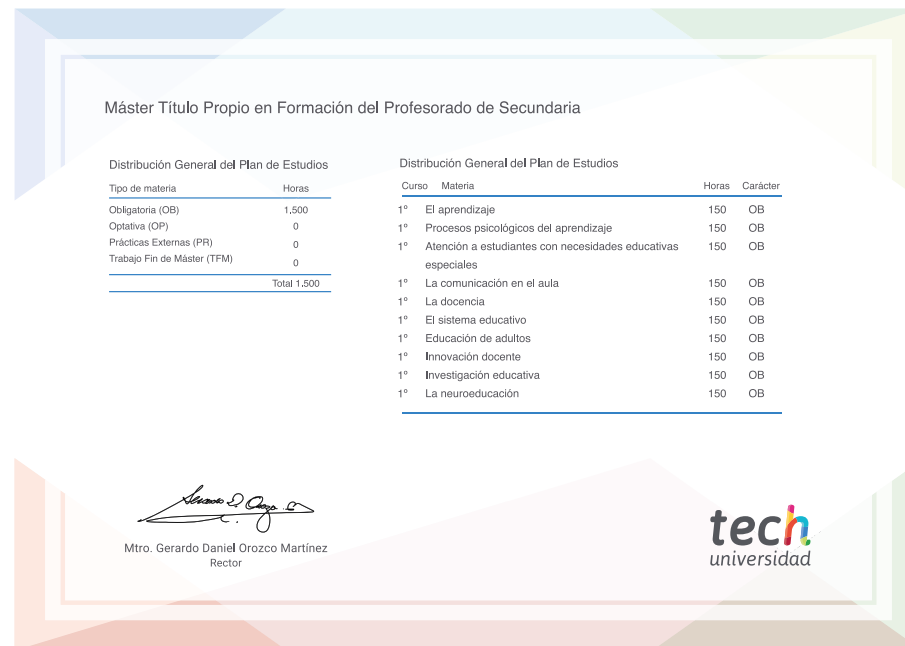 Máster Título Propio en Formación del Profesorado de Secundaria
Distribución General del Plan de Estudios
Tipo de materia Horas
Obligatoria (OB) 1.500
Optativa (OP) 0
Prácticas Externas (PR) 0
Trabajo Fin de Máster (TFM) 0
Total 1.500
Distribución General del Plan de Estudios
Curso Materia Horas Carácter
1º El aprendizaje 150 OB
1º Procesos psicológicos del aprendizaje 150 OB
1º Atención a estudiantes con necesidades educativas 150 OB
especiales
1º La comunicación en el aula 150 OB
1º La docencia 150 OB
1º El sistema educativo 150 OB
1º Educación de adultos 150 OB
1º Innovación docente 150 OB
1º Investigación educativa 150 OB
1º La neuroeducación 150 OB
Mtro. Gerardo Daniel Orozco Martínez
Rector
tech
universidad